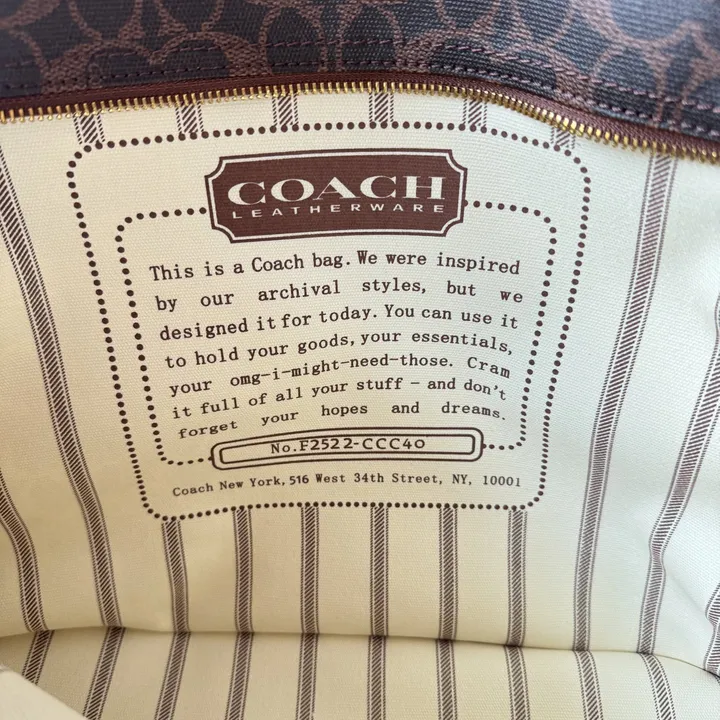 COACH
LEATHERWARE
This is a Coach bag. We were inspired
by our archival styles, but we
designed it for today. You can use it
to hold your goods, your essentials,
your omg-i-might-need-those. Cram
it full of all your stuff – and don't
forget your hopes and dreams.
No.F2522-CCC40
Coach New York, 516 West 34th Street, NY, 10001